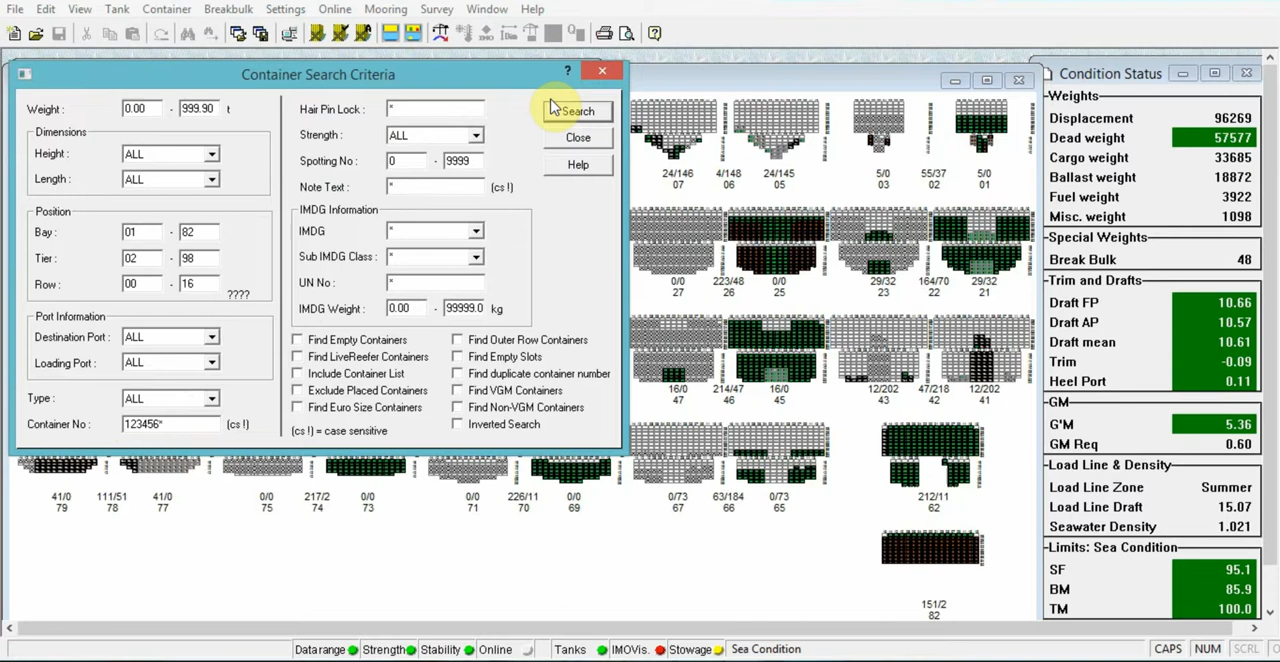 File Edit View Tank Container Breakbulk Settings Online Mooring Survey Window Help
Container Search Criteria
?
Weight : 0.00 - 999.90 t
Dimensions
Height : ALL
Length : ALL
Position
Bay : 01 - 82
Tier : 02 - 98
Row : 00 - 16
????
Port Information
Destination Port : ALL
Loading Port : ALL
Type : ALL
Container No : 123456* (cs !)
Hair Pin Lock : *
Strength : ALL
Spotting No : 0 - 9999
Note Text : * (cs !)
IMDG Information
IMDG *
Sub IMDG Class : *
UN No : *
IMDG Weight : 0.00 - 99999.0 kg
Find Empty Containers
Find LiveReefer Containers
Include Container List
Exclude Placed Containers
Find Euro Size Containers
(cs !) = case sensitive
Find Outer Row Containers
Find Empty Slots
Find duplicate container number
Find VGM Containers
Find Non-VGM Containers
Inverted Search
Search
Close
Help
24/146 4/148 24/145 5/0 55/37 5/0
07 06 05 03 02 01
0/0 223/48 0/0 29/32 164/70 29/32
27 26 25 23 22 21
16/0 214/47 16/0 12/202 47/218 12/202
47 46 45 43 42 41
41/0 111/51 41/0 0/0 217/2 0/0 0/0 226/11 0/0 0/73 63/184 0/73 212/11
79 78 77 75 74 73 71 70 69 67 66 65 62
151/2
82
Condition Status
Weights
Displacement 96269
Dead weight 57577
Cargo weight 33685
Ballast weight 18872
Fuel weight 3922
Misc. weight 1098
Special Weights
Break Bulk 48
Trim and Drafts
Draft FP 10.66
Draft AP 10.57
Draft mean 10.61
Trim -0.09
Heel Port 0.11
GM
G'M 5.36
GM Req 0.60
Load Line & Density
Load Line Zone Summer
Load Line Draft 15.07
Seawater Density 1.021
Limits: Sea Condition
SF 95.1
BM 85.9
TM 100.0
Data range Strength Stability Online Tanks IMOVis. Stowage Sea Condition CAPS NUM SCRL